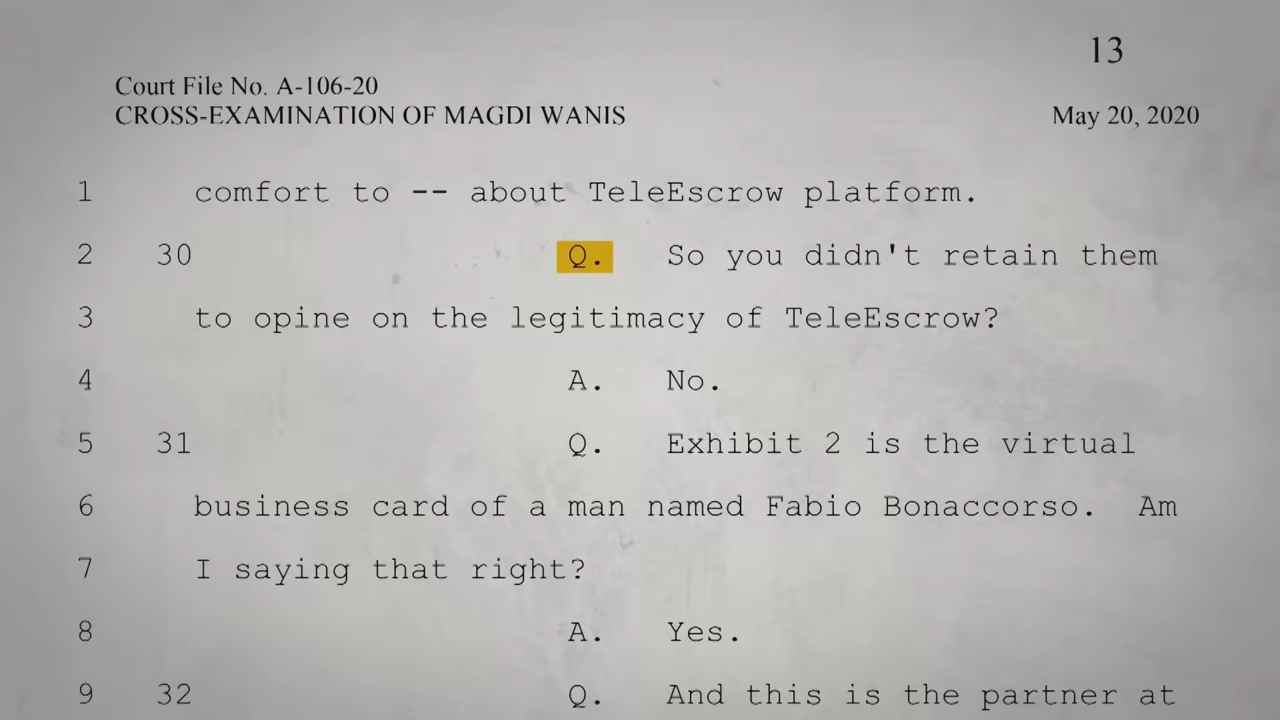 13
Court File No. A-106-20
CROSS-EXAMINATION OF MAGDI WANIS May 20, 2020
1 comfort to -- about TeleEscrow platform.
2 30 Q. So you didn't retain them
3 to opine on the legitimacy of TeleEscrow?
4 A. No.
5 31 Q. Exhibit 2 is the virtual
6 business card of a man named Fabio Bonaccorso. Am
7 I saying that right?
8 A. Yes.
9 32 Q. And this is the partner at